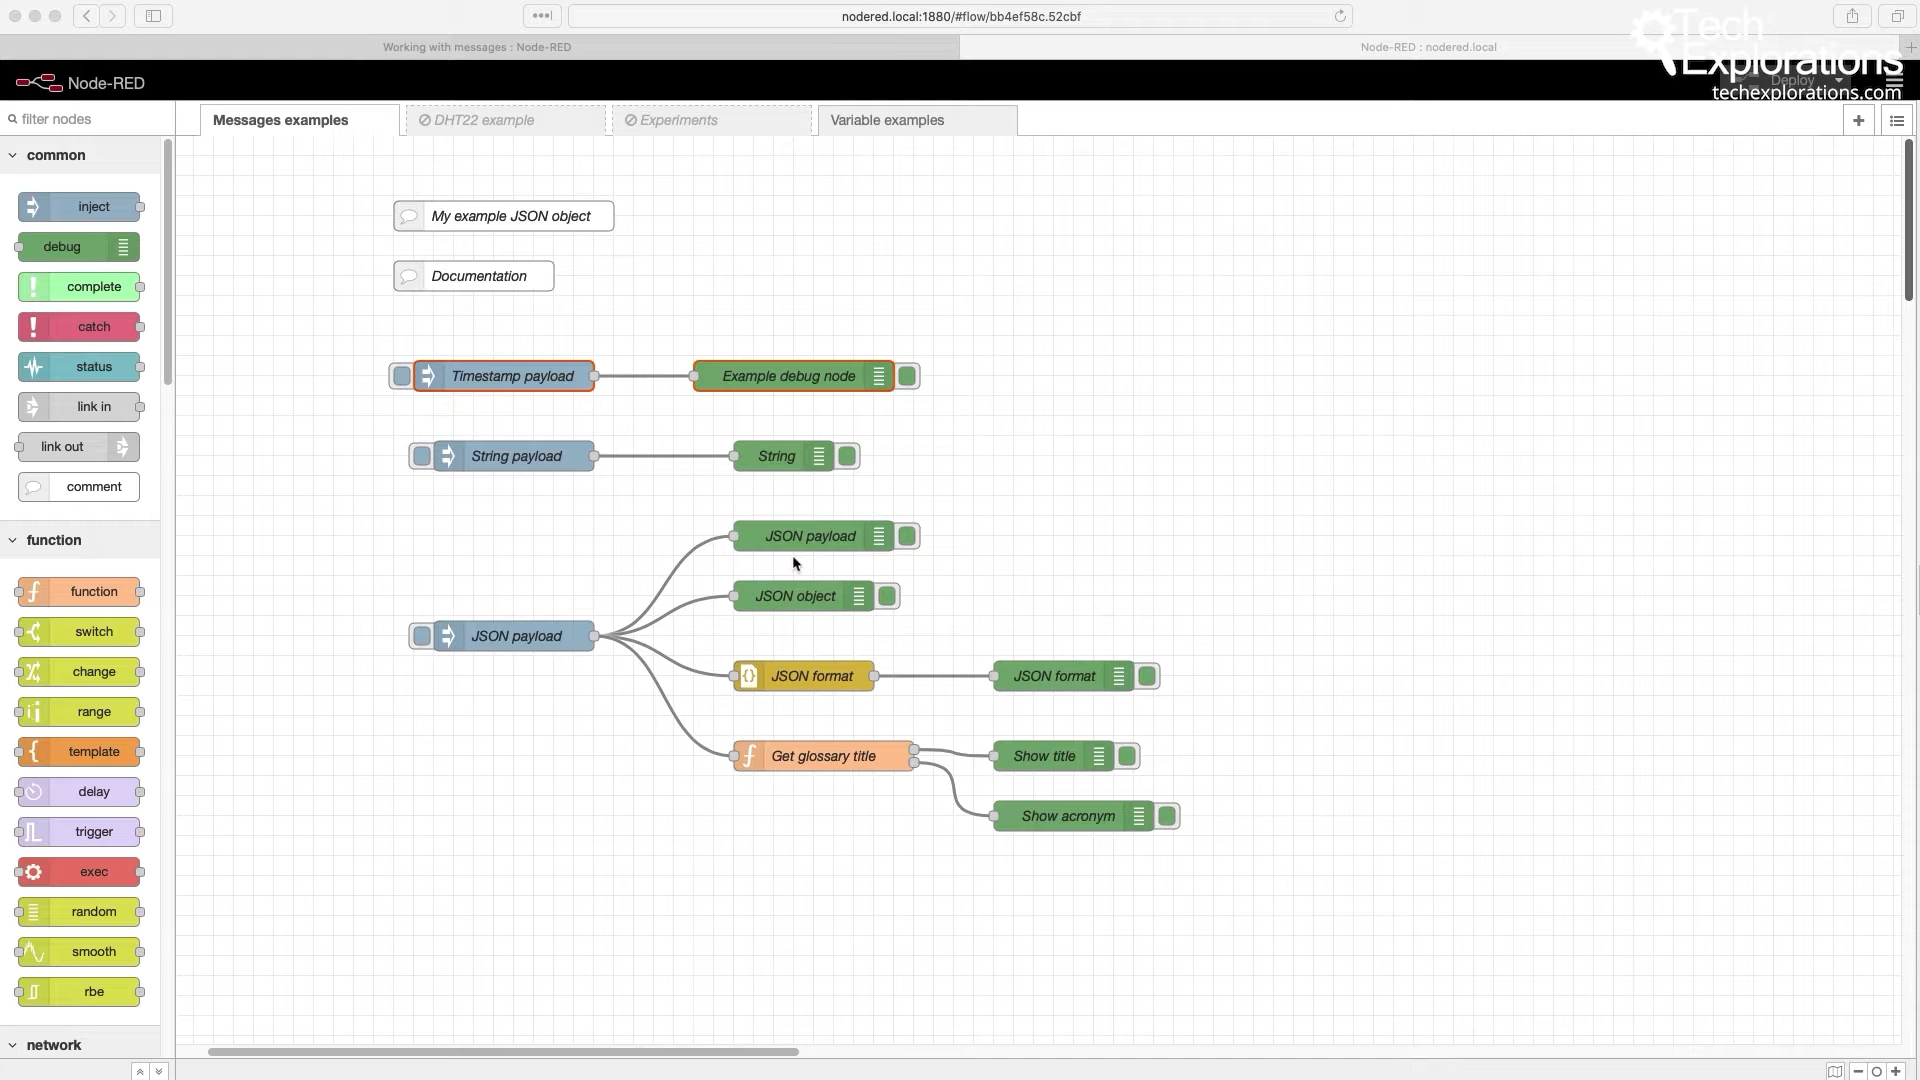 nodered.local:1880/#flow/bb4ef58c.52cbf
Working with messages : Node-RED
Node-RED : nodered.local
Tech
Explorations
techexplorations.com
Node-RED
Deploy
filter nodes
Messages examples
DHT22 example
Experiments
Variable examples
common
inject
debug
complete
catch
status
link in
link out
comment
function
function
switch
change
range
template
delay
trigger
exec
random
smooth
rbe
network
My example JSON object
Documentation
Timestamp payload
Example debug node
String payload
String
JSON payload
JSON object
JSON payload
JSON format
JSON format
Get glossary title
Show title
Show acronym